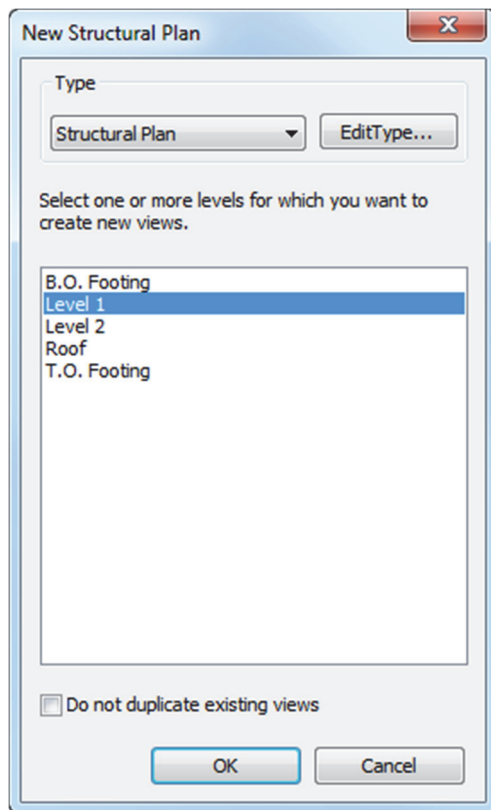 New Structural Plan
Type
Structural Plan
EditType...
Select one or more levels for which you want to
create new views.
B.O. Footing
Level 1
Level 2
Roof
T.O. Footing
Do not duplicate existing views
OK
Cancel